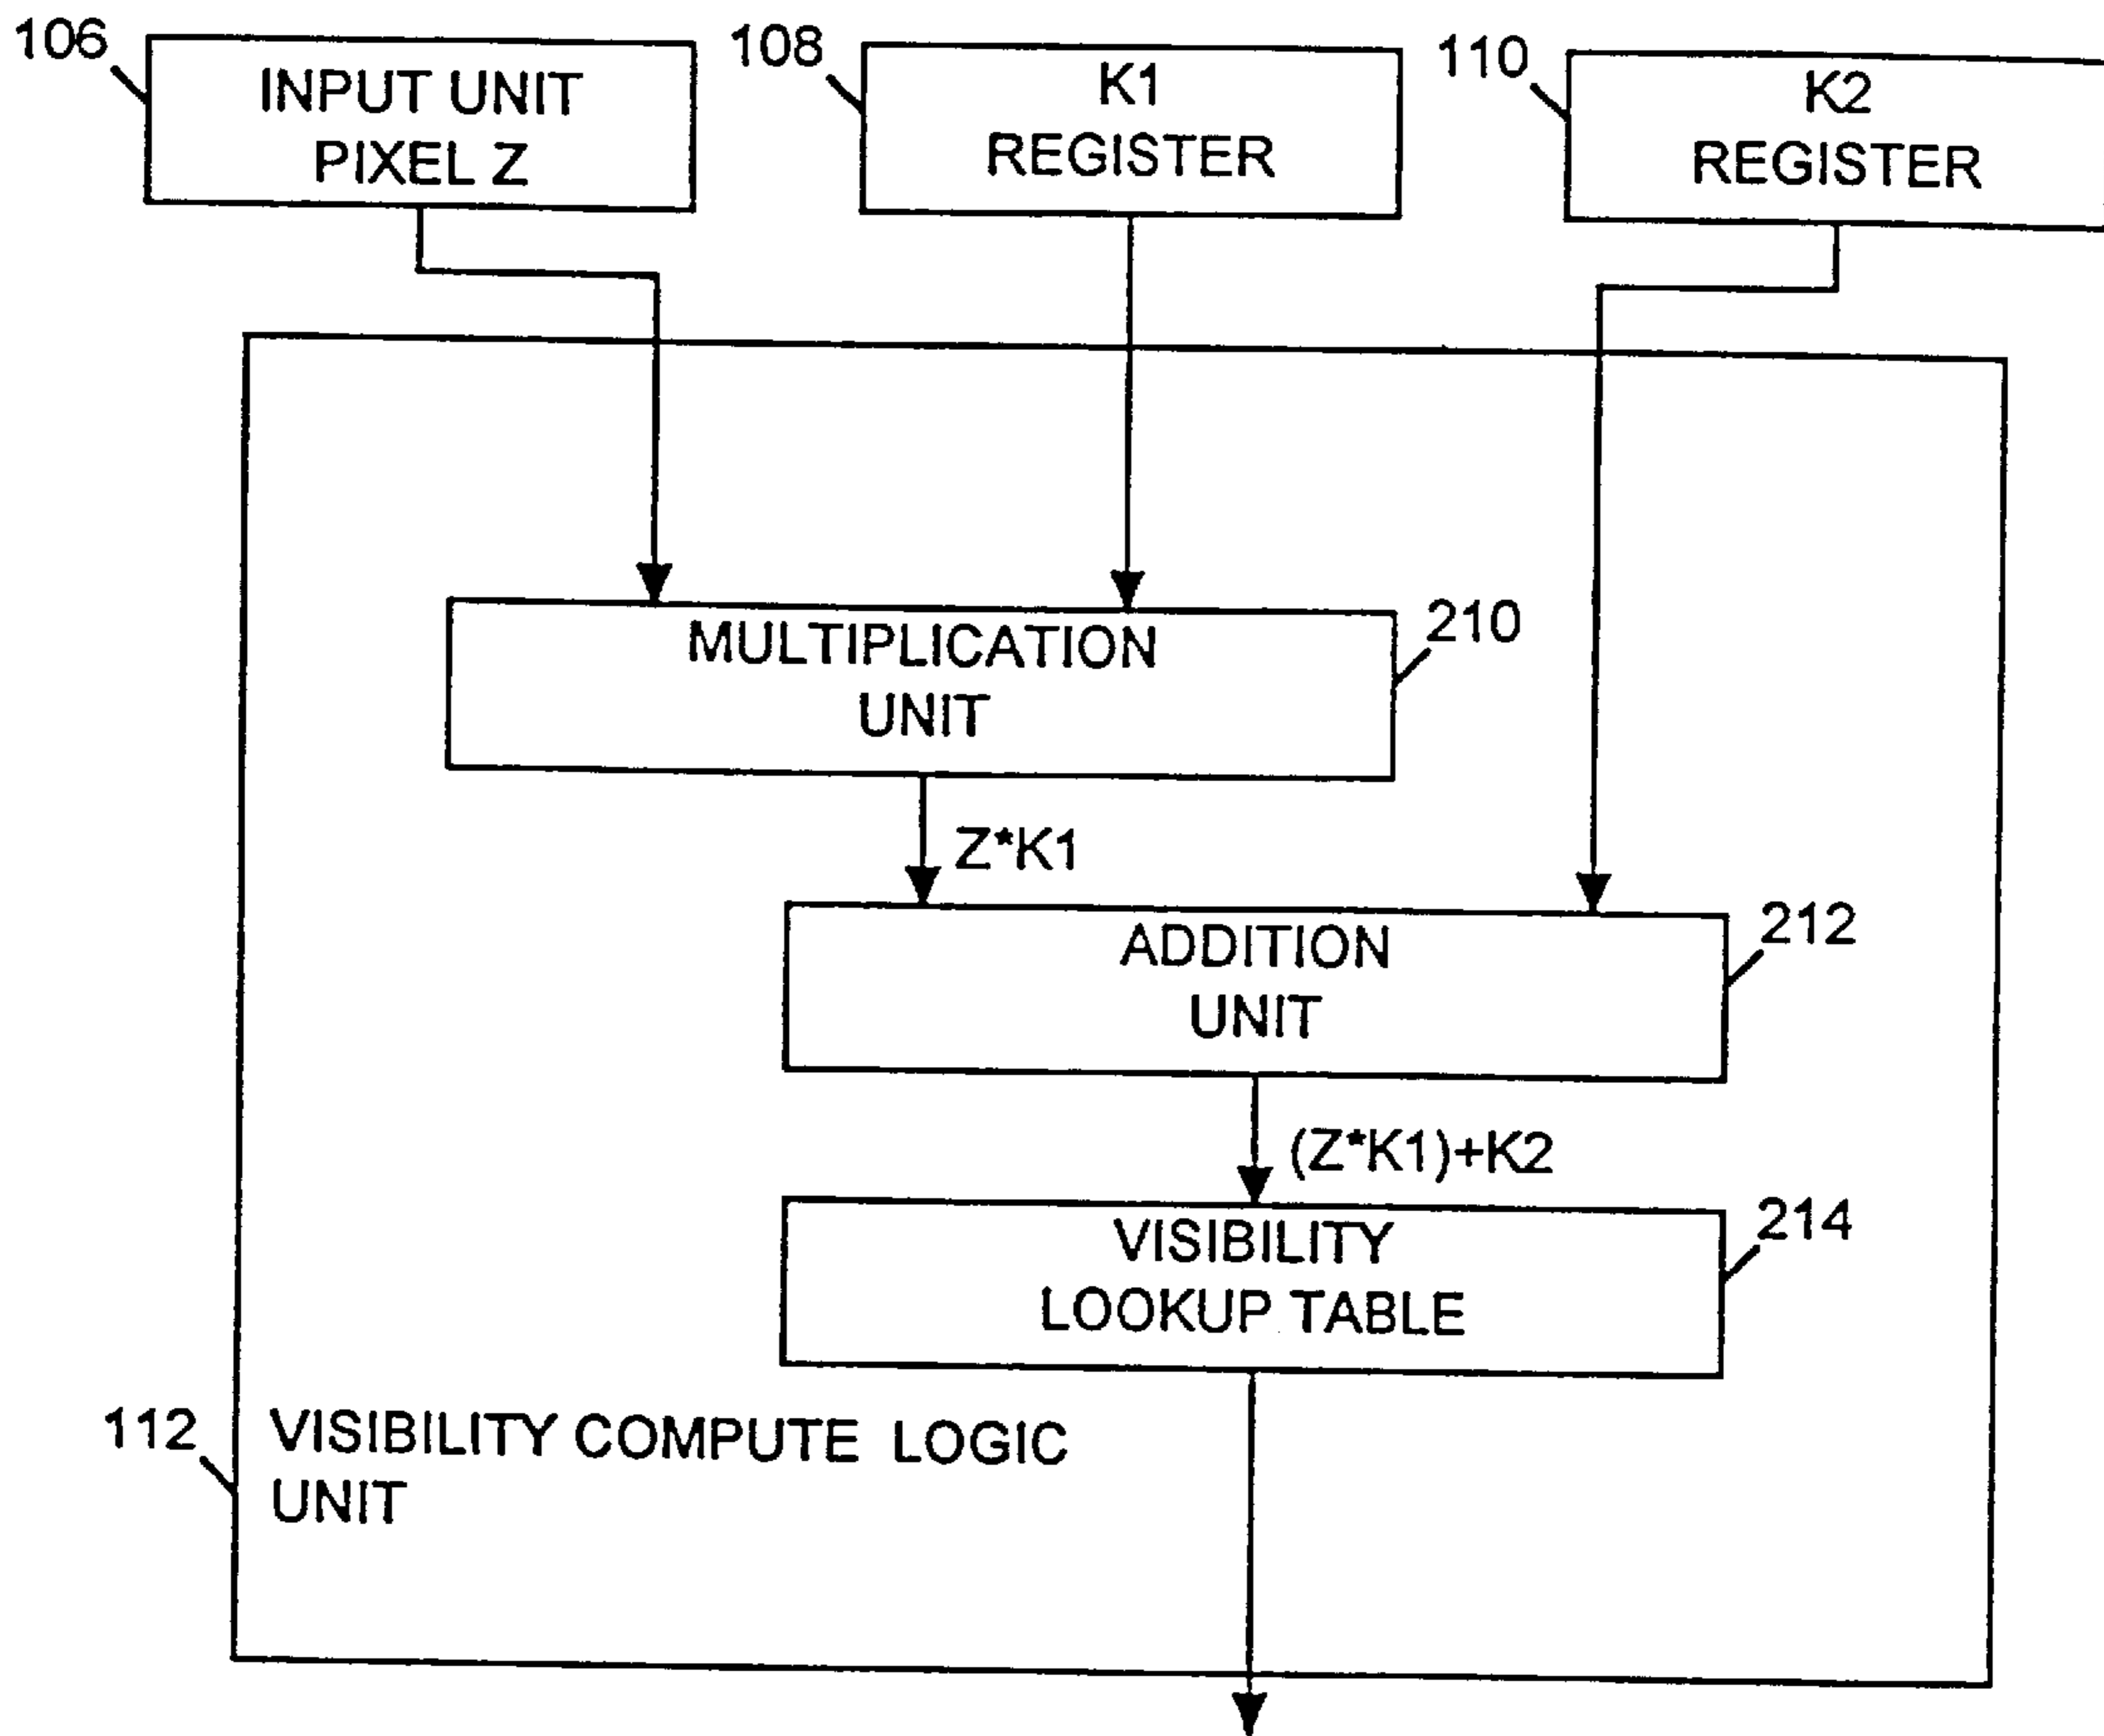 106
INPUT UNIT
PIXEL Z
108
K1
REGISTER
110
K2
REGISTER
MULTIPLICATION
UNIT
210
Z*K1
ADDITION
UNIT
212
(Z*K1)+K2
VISIBILITY
LOOKUP TABLE
214
112
VISIBILITY COMPUTE LOGIC
UNIT